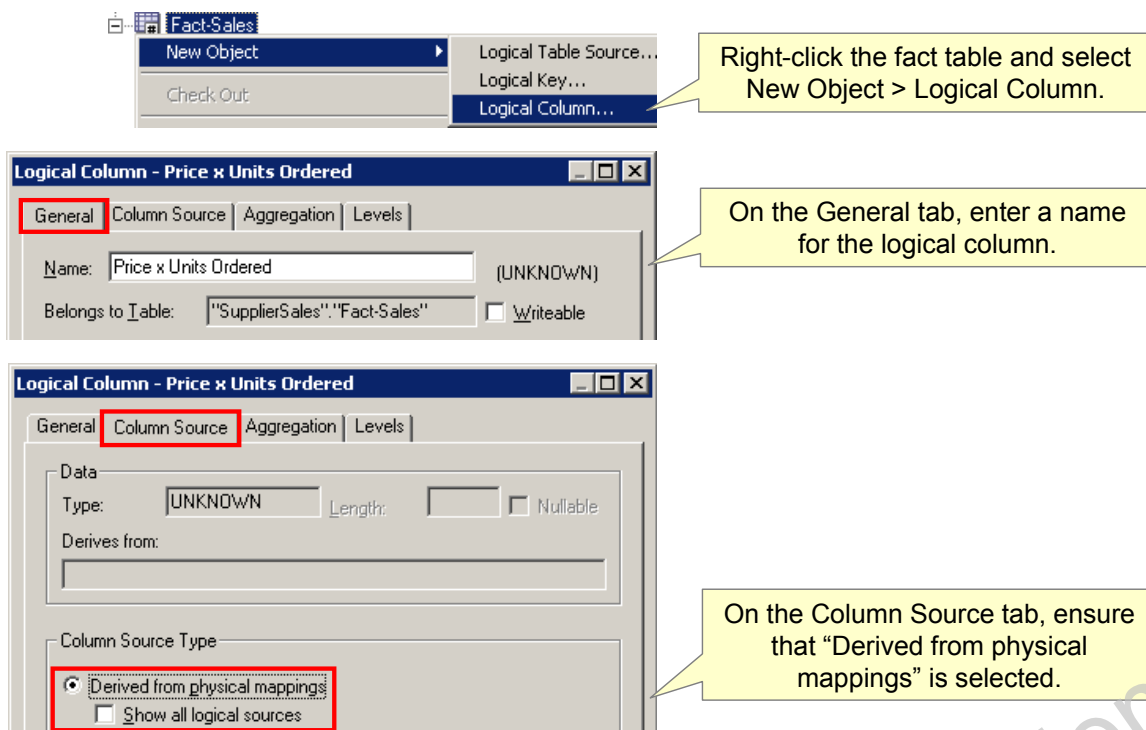 Fact-Sales
New Object
Logical Table Source...
Check Out
Logical Key...
Logical Column...
Right-click the fact table and select
New Object > Logical Column.
Logical Column - Price x Units Ordered
General
Column Source
Aggregation
Levels
Name:
Price x Units Ordered
(UNKNOWN)
Belongs to Table:
"SupplierSales"."Fact-Sales"
Writeable
On the General tab, enter a name
for the logical column.
Logical Column - Price x Units Ordered
General
Column Source
Aggregation
Levels
Data
Type:
UNKNOWN
Length:
Nullable
Derives from:
Column Source Type
Derived from physical mappings
Show all logical sources
On the Column Source tab, ensure
that “Derived from physical
mappings” is selected.